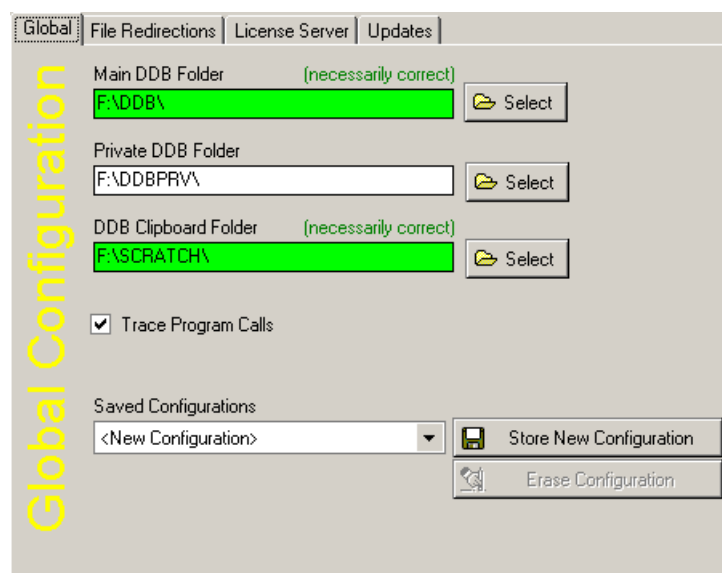 Global File Redirections License Server Updates
Global Configuration
Main DDB Folder (necessarily correct)
F:\DDB\ Select
Private DDB Folder
F:\DDBPRV\ Select
DDB Clipboard Folder (necessarily correct)
F:\SCRATCH\ Select
Trace Program Calls
Saved Configurations
<New Configuration> Store New Configuration
Erase Configuration